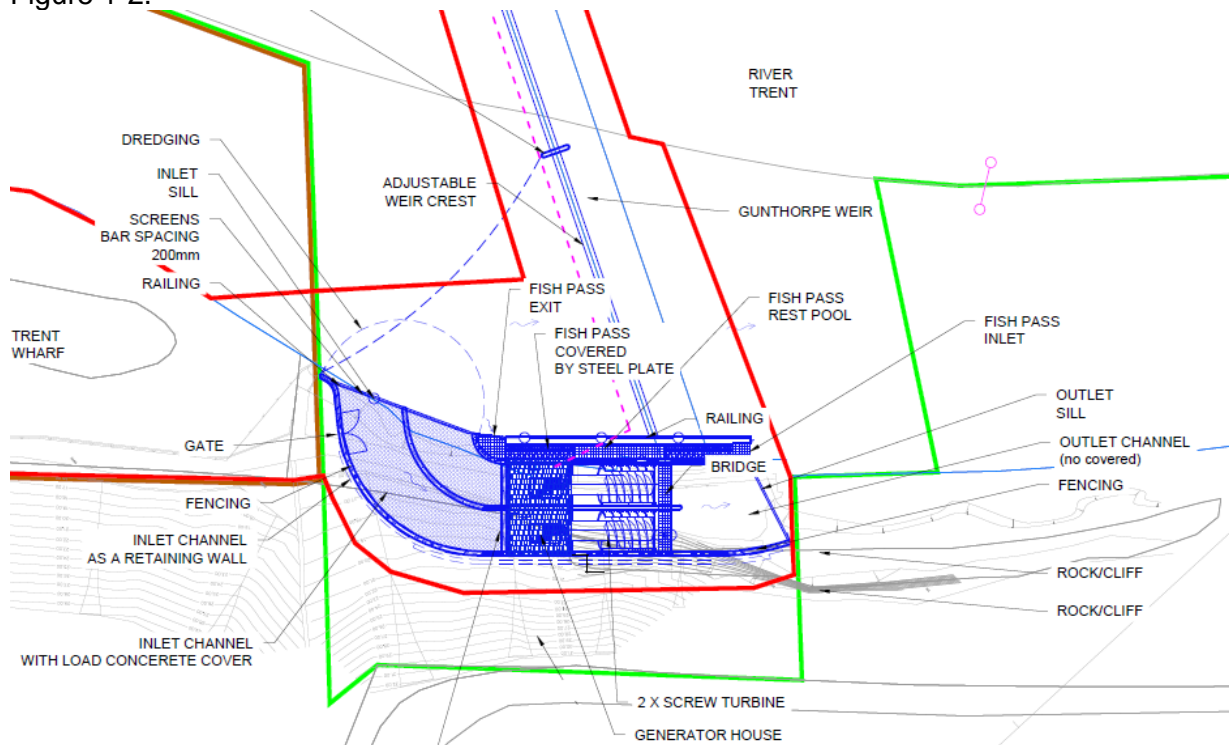 Figure 1-2.
RIVER
TRENT
DREDGING
INLET
SILL
SCREENS
BAR SPACING
200mm
RAILING
ADJUSTABLE
WEIR CREST
GUNTHORPE WEIR
TRENT
WHARF
FISH PASS
EXIT
FISH PASS
COVERED
BY STEEL PLATE
FISH PASS
REST POOL
FISH PASS
INLET
RAILING
BRIDGE
OUTLET
SILL
OUTLET CHANNEL
(no covered)
FENCING
GATE
FENCING
INLET CHANNEL
AS A RETAINING WALL
INLET CHANNEL
WITH LOAD CONCERETE COVER
ROCK/CLIFF
ROCK/CLIFF
2 X SCREW TURBINE
GENERATOR HOUSE